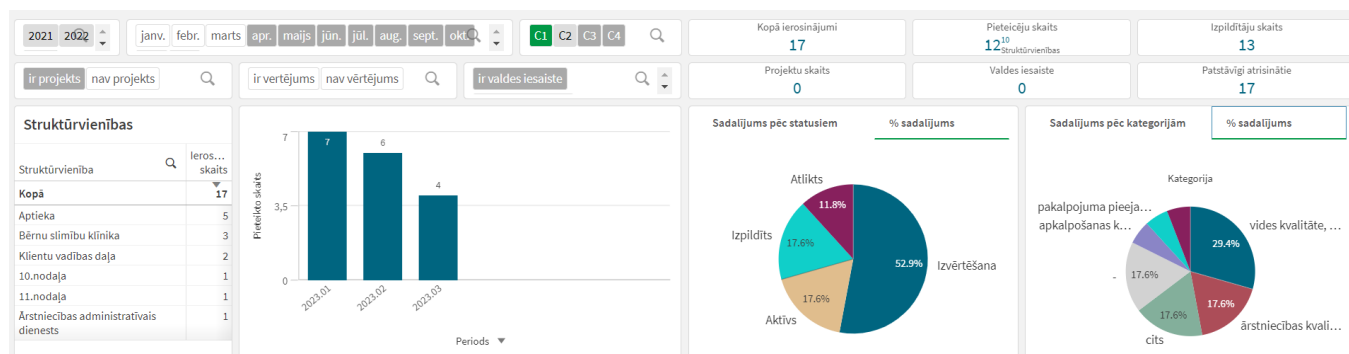 2021 2022
janv. febr. marts apr. maijs jūn. jūl. aug. sept. okt.
C1 C2 C3 C4
Kopā ierosinājumi
17
Pieteicēju skaits
12 10 Struktūrvienības
Izpildītāju skaits
13
ir projekts nav projekts
ir vertējums nav vērtējums
ir valdes iesaiste
Projektu skaits
0
Valdes iesaiste
0
Patstāvīgi atrisinātie
17
Struktūrvienības
Struktūrvienība
Ieros...
skaits
Kopā 17
Aptieka 5
Bērnu slimību klīnika 3
Klientu vadības daļa 2
10.nodaļa 1
11.nodaļa 1
Ārstniecības administratīvais 1
dienests
Pieteikto skaits
7
3,5
0
7
6
4
2023.01
2023.02
2023.03
Periods
Sadalījums pēc statusiem
% sadalījums
Atlikts
11.8%
Izpildīts
17.6%
52.9%
Izvērtēšana
17.6%
Aktīvs
Sadalījums pēc kategorijām
% sadalījums
Kategorija
pakalpojuma pieeja...
apkalpošanas k...
vides kvalitāte, ...
29.4%
-
17.6%
17.6%
17.6%
ārstniecības kvali...
cits